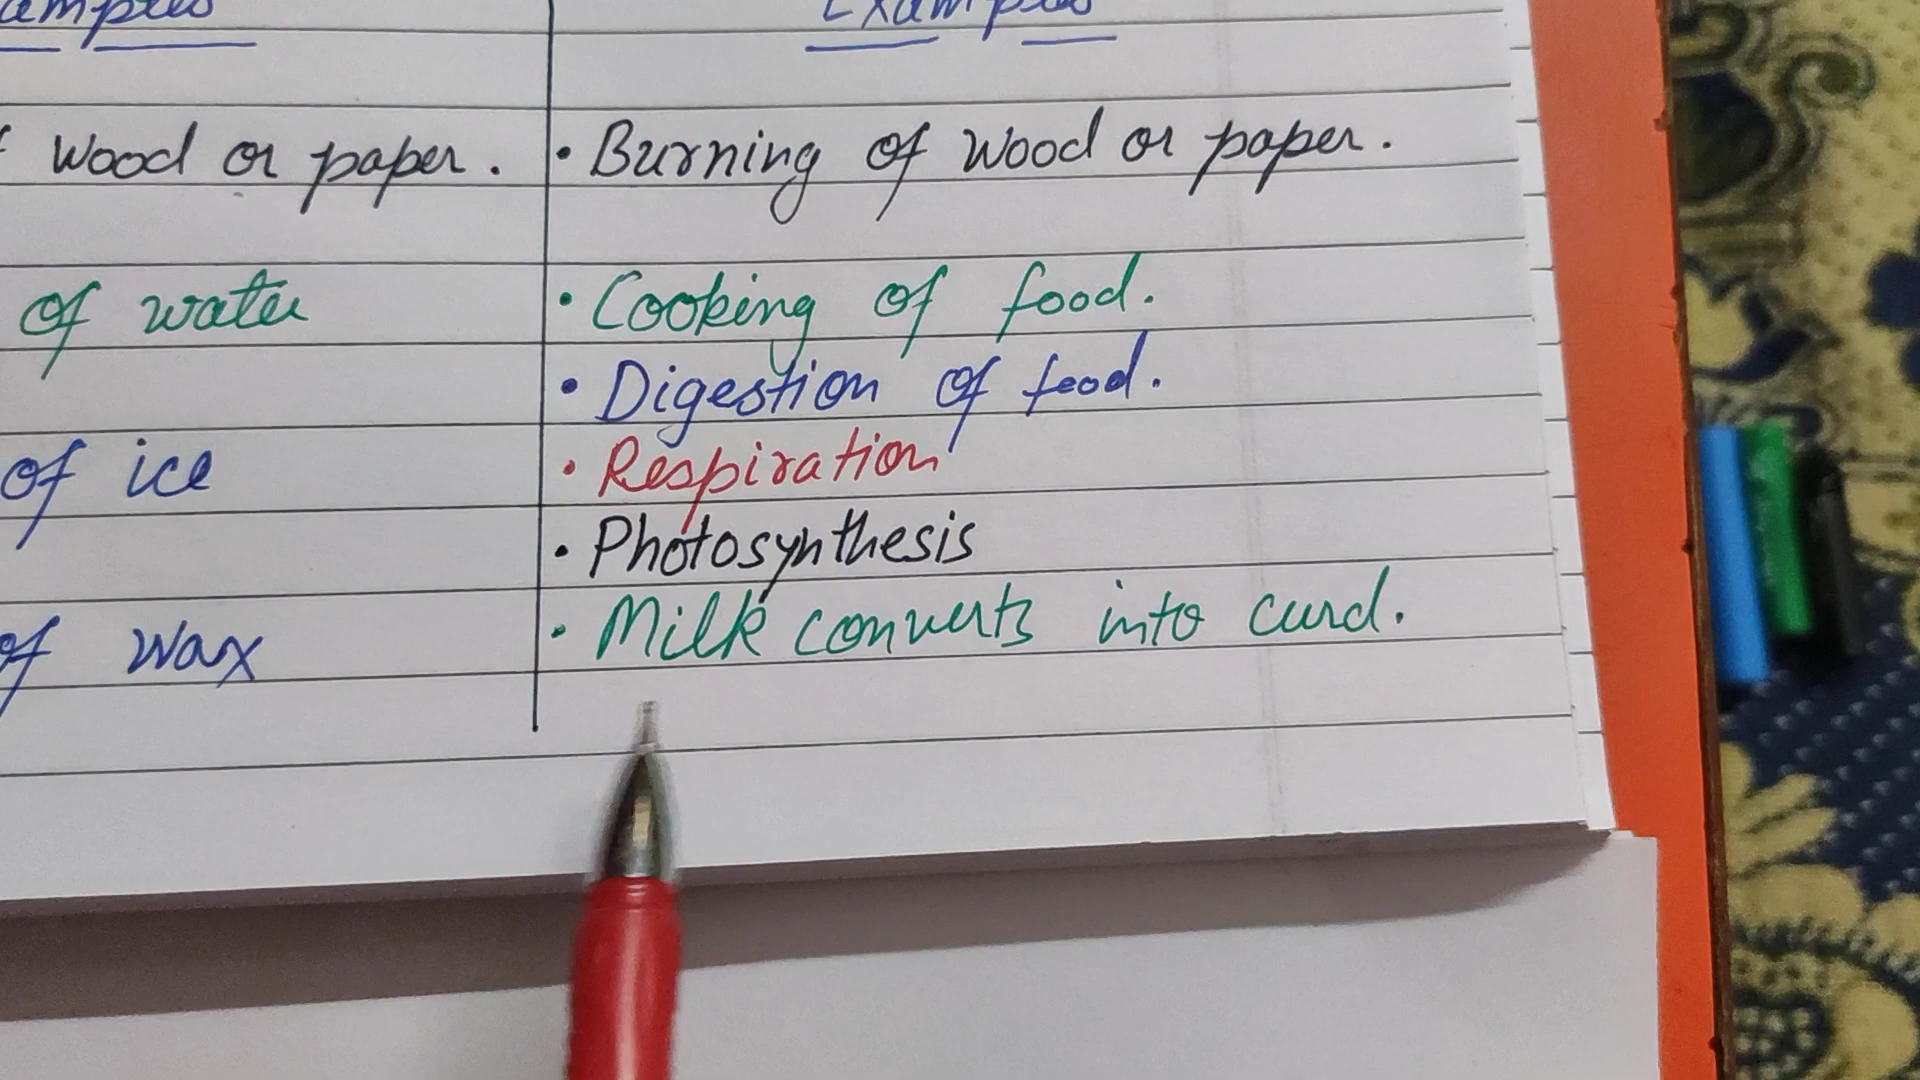 Examples
wood or paper. • Burning of wood or paper.
of water • Cooking of food.
• Digestion of food.
of ice • Respiration
• Photosynthesis
of wax • Milk converts into curd.